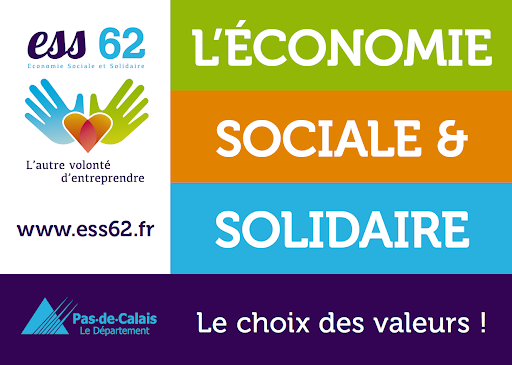 ess 62
Économie Sociale et Solidaire
L'autre volonté
d'entreprendre
www.ess62.fr
L'ÉCONOMIE
SOCIALE &
SOLIDAIRE
Pas-de-Calais
Le Département
Le choix des valeurs !